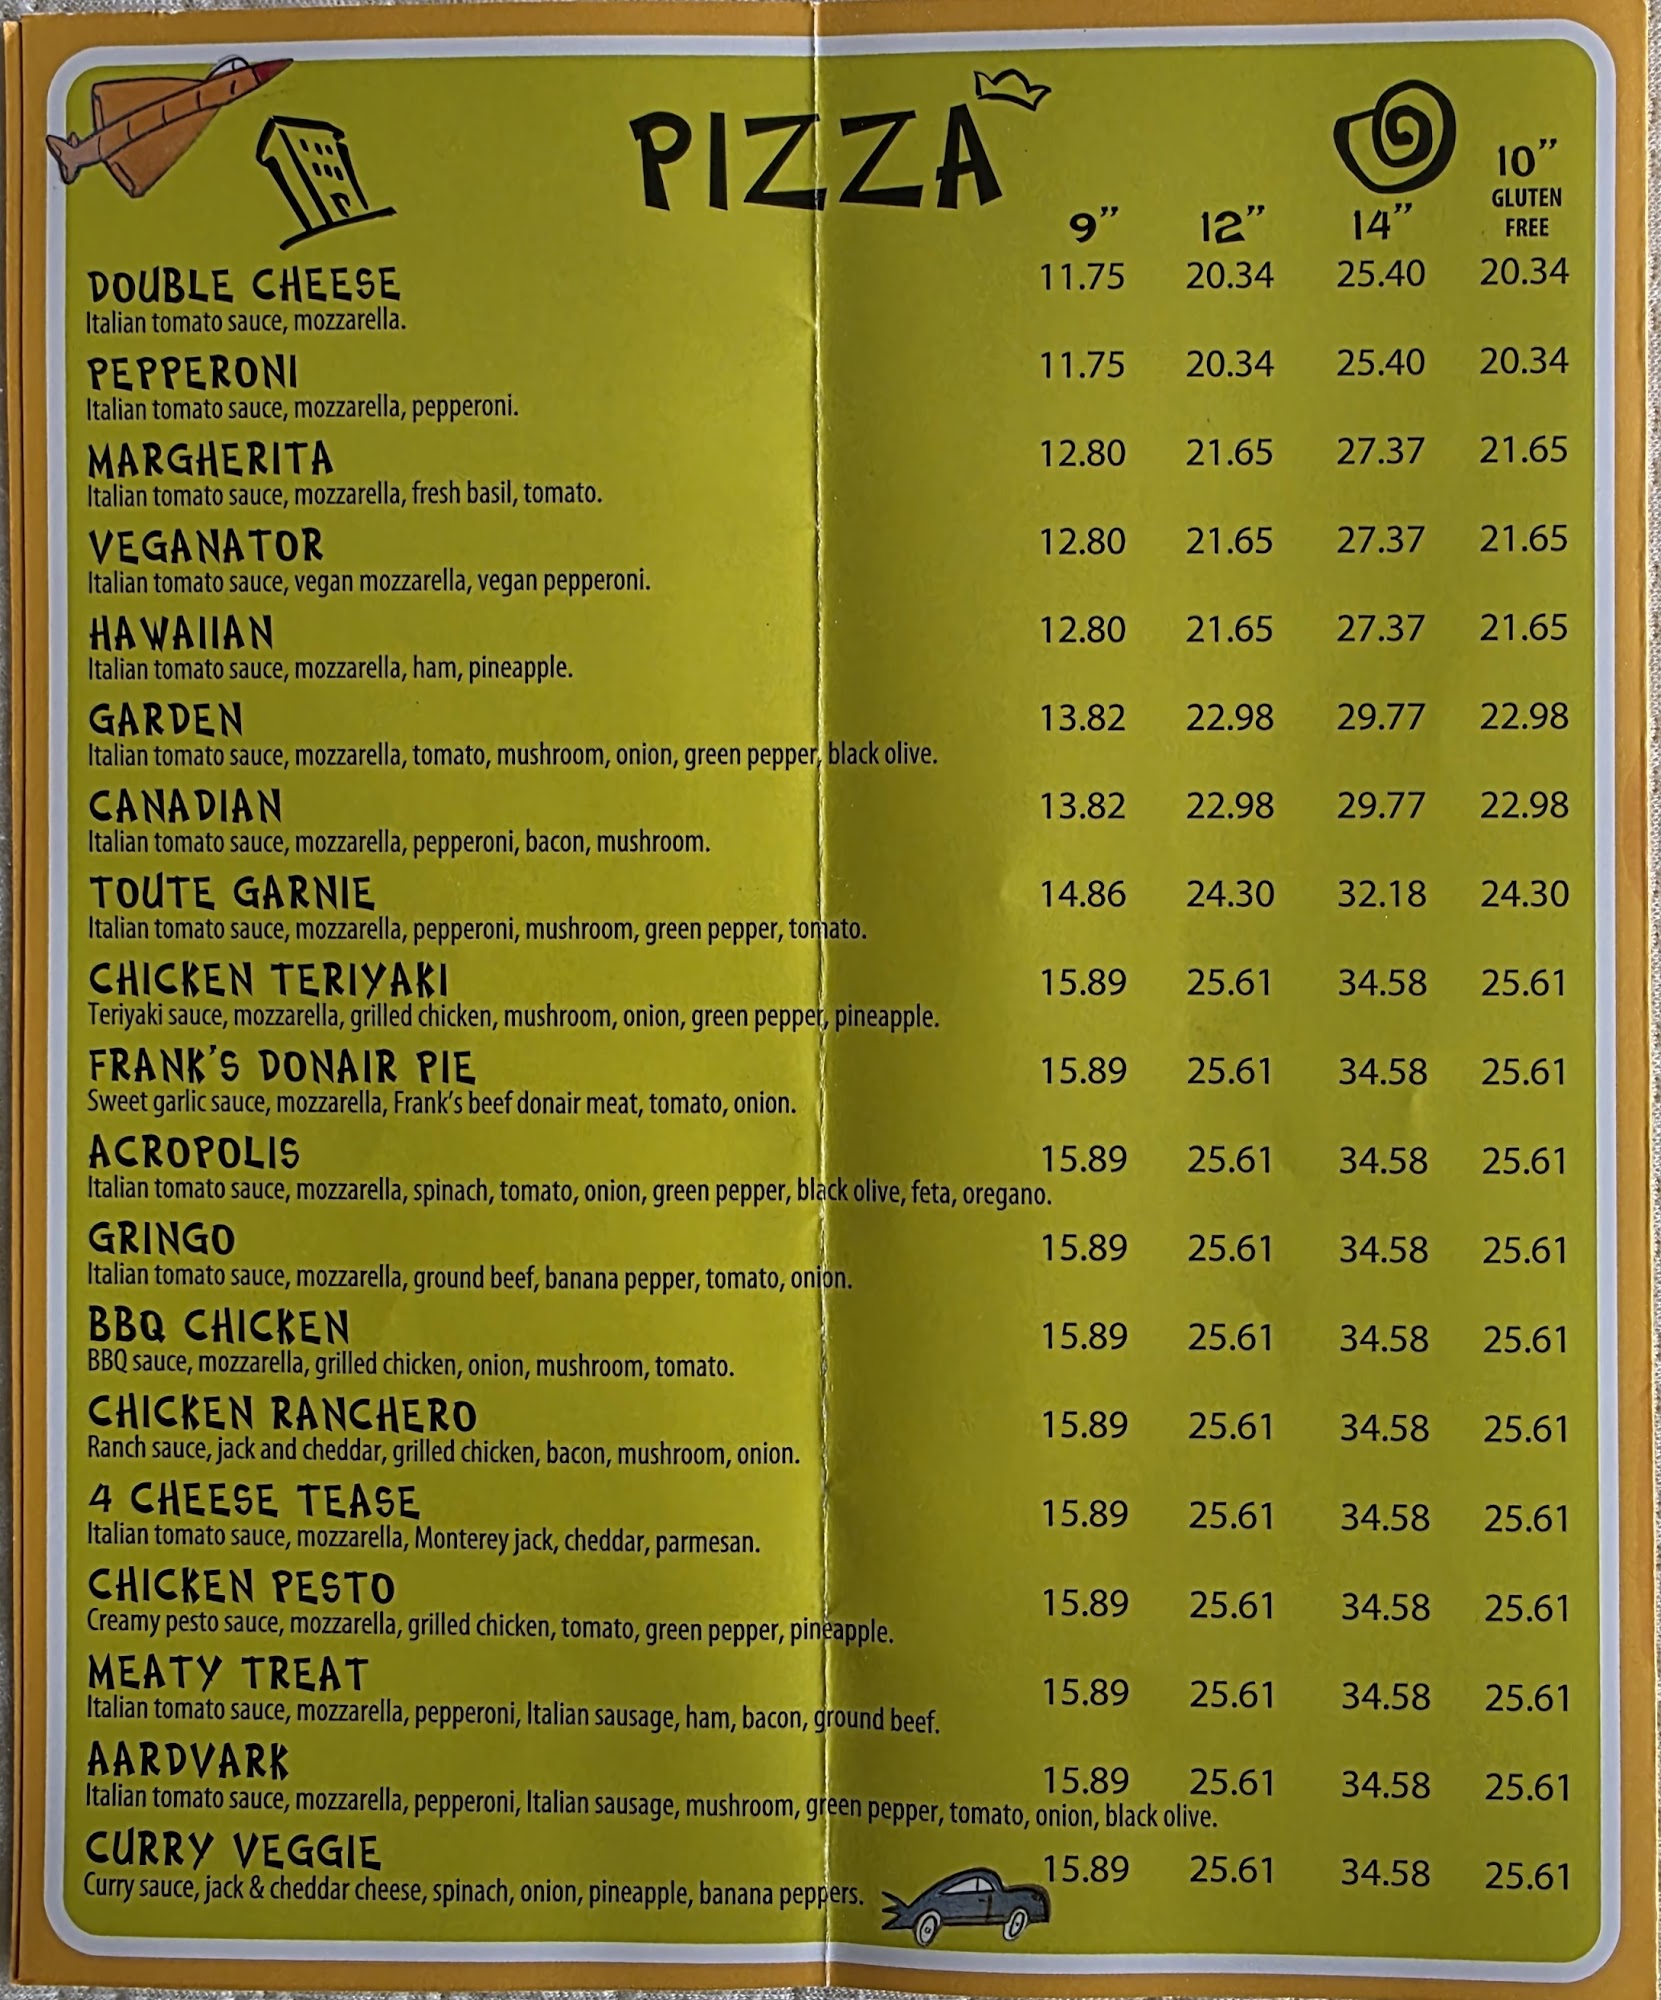 PIZZA
9" 12" 14" 10"
GLUTEN
FREE
DOUBLE CHEESE 11.75 20.34 25.40 20.34
Italian tomato sauce, mozzarella.
PEPPERONI 11.75 20.34 25.40 20.34
Italian tomato sauce, mozzarella, pepperoni.
MARGHERITA 12.80 21.65 27.37 21.65
Italian tomato sauce, mozzarella, fresh basil, tomato.
VEGANATOR 12.80 21.65 27.37 21.65
Italian tomato sauce, vegan mozzarella, vegan pepperoni.
HAWAIIAN 12.80 21.65 27.37 21.65
Italian tomato sauce, mozzarella, ham, pineapple.
GARDEN 13.82 22.98 29.77 22.98
Italian tomato sauce, mozzarella, tomato, mushroom, onion, green pepper, black olive.
CANADIAN 13.82 22.98 29.77 22.98
Italian tomato sauce, mozzarella, pepperoni, bacon, mushroom.
TOUTE GARNIE 14.86 24.30 32.18 24.30
Italian tomato sauce, mozzarella, pepperoni, mushroom, green pepper, tomato.
CHICKEN TERIYAKI 15.89 25.61 34.58 25.61
Teriyaki sauce, mozzarella, grilled chicken, mushroom, onion, green pepper, pineapple.
FRANK'S DONAIR PIE 15.89 25.61 34.58 25.61
Sweet garlic sauce, mozzarella, Frank's beef donair meat, tomato, onion.
ACROPOLIS 15.89 25.61 34.58 25.61
Italian tomato sauce, mozzarella, spinach, tomato, onion, green pepper, black olive, feta, oregano.
GRINGO 15.89 25.61 34.58 25.61
Italian tomato sauce, mozzarella, ground beef, banana pepper, tomato, onion.
BBQ CHICKEN 15.89 25.61 34.58 25.61
BBQ sauce, mozzarella, grilled chicken, onion, mushroom, tomato.
CHICKEN RANCHERO 15.89 25.61 34.58 25.61
Ranch sauce, jack and cheddar, grilled chicken, bacon, mushroom, onion.
4 CHEESE TEASE 15.89 25.61 34.58 25.61
Italian tomato sauce, mozzarella, Monterey jack, cheddar, parmesan.
CHICKEN PESTO 15.89 25.61 34.58 25.61
Creamy pesto sauce, mozzarella, grilled chicken, tomato, green pepper, pineapple.
MEATY TREAT 15.89 25.61 34.58 25.61
Italian tomato sauce, mozzarella, pepperoni, Italian sausage, ham, bacon, ground beef.
AARDVARK 15.89 25.61 34.58 25.61
Italian tomato sauce, mozzarella, pepperoni, Italian sausage, mushroom, green pepper, tomato, onion, black olive.
CURRY VEGGIE 15.89 25.61 34.58 25.61
Curry sauce, jack & cheddar cheese, spinach, onion, pineapple, banana peppers.